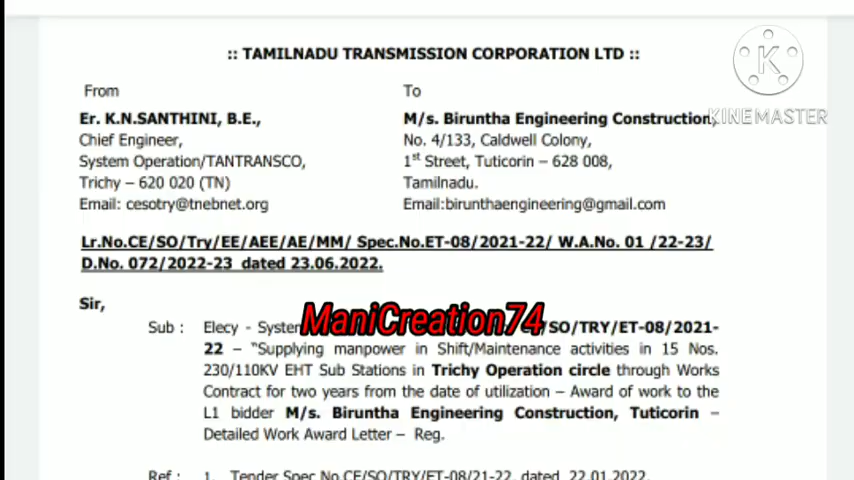 :: TAMILNADU TRANSMISSION CORPORATION LTD ::
K
KINEMASTER
From
Er. K.N.SANTHINI, B.E.,
Chief Engineer,
System Operation/TANTRANSCO,
Trichy – 620 020 (TN)
Email: cesotry@tnebnet.org
To
M/s. Biruntha Engineering Construction,
No. 4/133, Caldwell Colony,
1st Street, Tuticorin – 628 008,
Tamilnadu.
Email:birunthaengineering@gmail.com
Lr.No.CE/SO/Try/EE/AEE/AE/MM/ Spec.No.ET-08/2021-22/ W.A.No. 01 /22-23/
D.No. 072/2022-23 dated 23.06.2022.
Sir,
ManiCreation74
Sub : Elecy - System /SO/TRY/ET-08/2021-
22 – “Supplying manpower in Shift/Maintenance activities in 15 Nos.
230/110KV EHT Sub Stations in Trichy Operation circle through Works
Contract for two years from the date of utilization – Award of work to the
L1 bidder M/s. Biruntha Engineering Construction, Tuticorin –
Detailed Work Award Letter – Reg.
Ref : 1. Tender Spec No.CE/SO/TRY/ET-08/21-22, dated 22.01.2022.